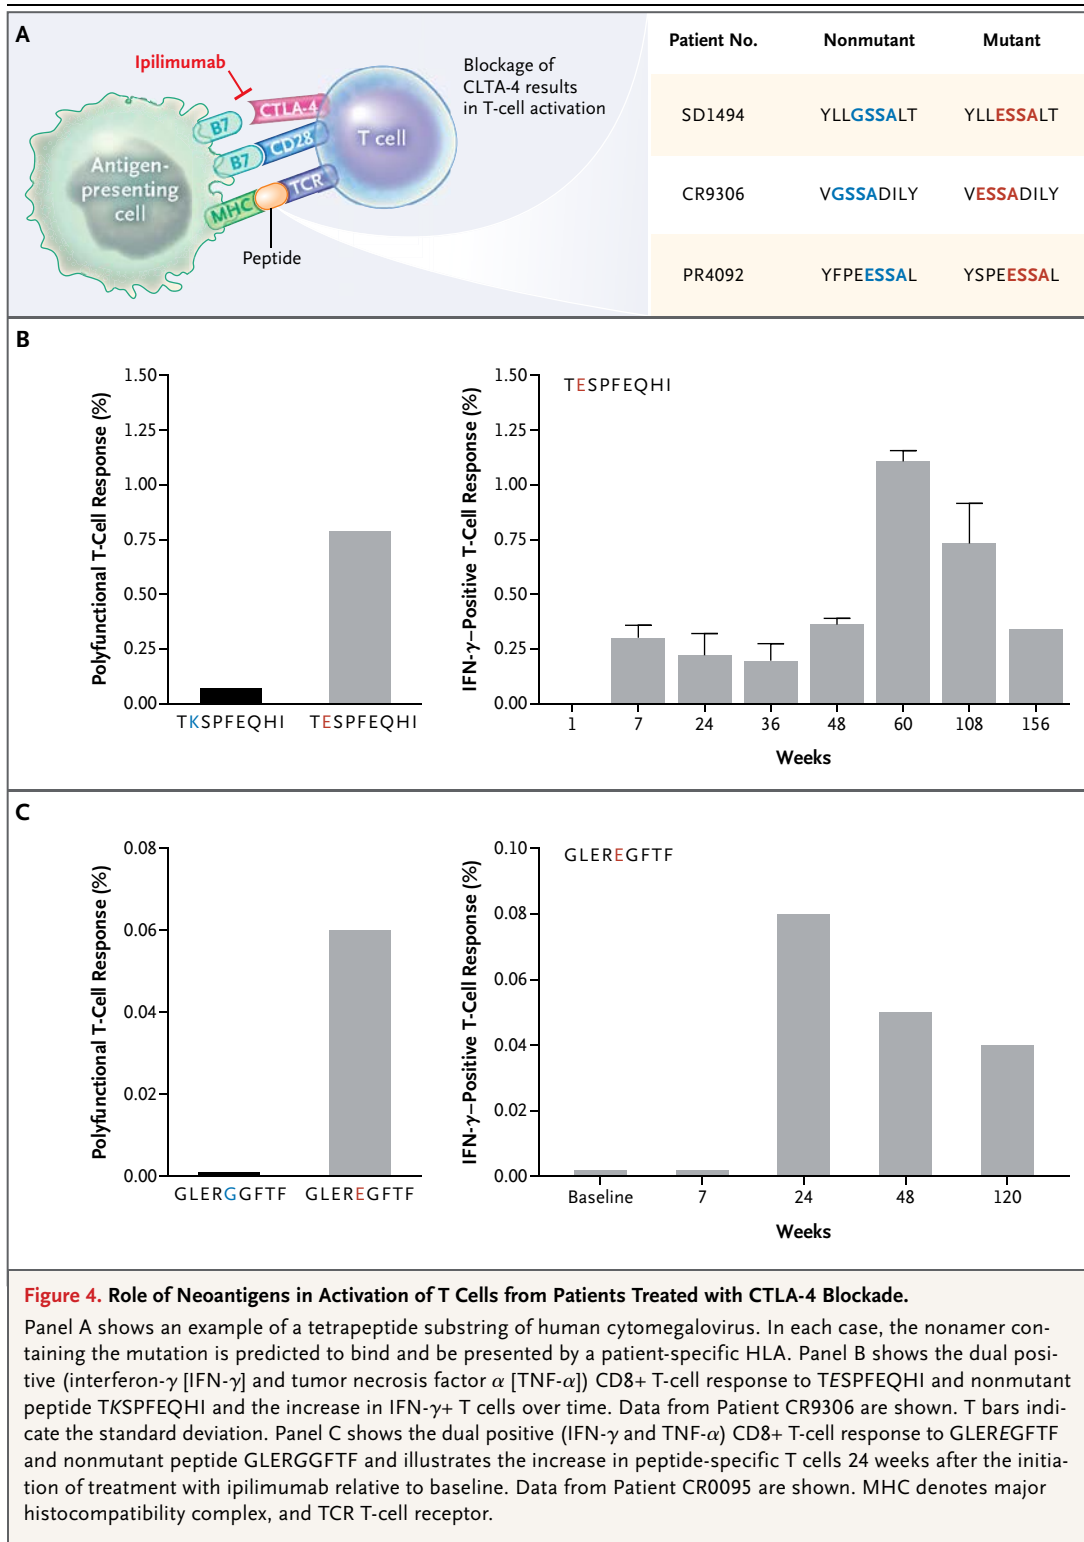 A
Ipilimumab
CTLA-4
B7
CD28
B7
TCR
MHC
T cell
Antigen-
presenting
cell
Peptide
Blockage of
CLTA-4 results
in T-cell activation
Patient No. Nonmutant Mutant
SD1494 YLLGSSALT YLLESSALT
CR9306 VGSSADILY VESSADILY
PR4092 YFPEESSAL YSPEESSAL
B
Polyfunctional T-Cell Response (%)
1.50
1.25
1.00
0.75
0.50
0.25
0.00
TKSPFEQHI TESPFEQHI
IFN-γ–Positive T-Cell Response (%)
1.50
1.25
1.00
0.75
0.50
0.25
0.00
TESPFEQHI
1 7 24 36 48 60 108 156
Weeks
C
Polyfunctional T-Cell Response (%)
0.08
0.06
0.04
0.02
0.00
GLERGGFTF GLEREGFTF
IFN-γ–Positive T-Cell Response (%)
0.10
0.08
0.06
0.04
0.02
0.00
GLEREGFTF
Baseline 7 24 48 120
Weeks
Figure 4. Role of Neoantigens in Activation of T Cells from Patients Treated with CTLA-4 Blockade.
Panel A shows an example of a tetrapeptide substring of human cytomegalovirus. In each case, the nonamer con-
taining the mutation is predicted to bind and be presented by a patient-specific HLA. Panel B shows the dual posi-
tive (interferon-γ [IFN-γ] and tumor necrosis factor α [TNF-α]) CD8+ T-cell response to TESPFEQHI and nonmutant
peptide TKSPFEQHI and the increase in IFN-γ+ T cells over time. Data from Patient CR9306 are shown. T bars indi-
cate the standard deviation. Panel C shows the dual positive (IFN-γ and TNF-α) CD8+ T-cell response to GLEREGFTF
and nonmutant peptide GLERGGFTF and illustrates the increase in peptide-specific T cells 24 weeks after the initia-
tion of treatment with ipilimumab relative to baseline. Data from Patient CR0095 are shown. MHC denotes major
histocompatibility complex, and TCR T-cell receptor.